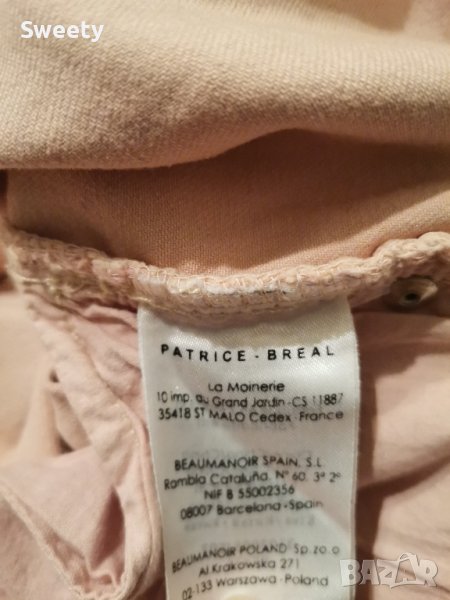 Sweety
PATRICE - BREAL
La Moinerie
10 imp. du Grand Jardin-CS 11887
35418 ST MALO Cedex - France
BEAUMANOIR SPAIN, S.L
Rambla Cataluña, Nº 60, 3º 2º
NIF B 55002356
08007 Barcelona - Spain
BEAUMANOIR POLAND Sp.zo.o
Al Krakowska 271
02-133 Warszawa - Poland
BAZAR